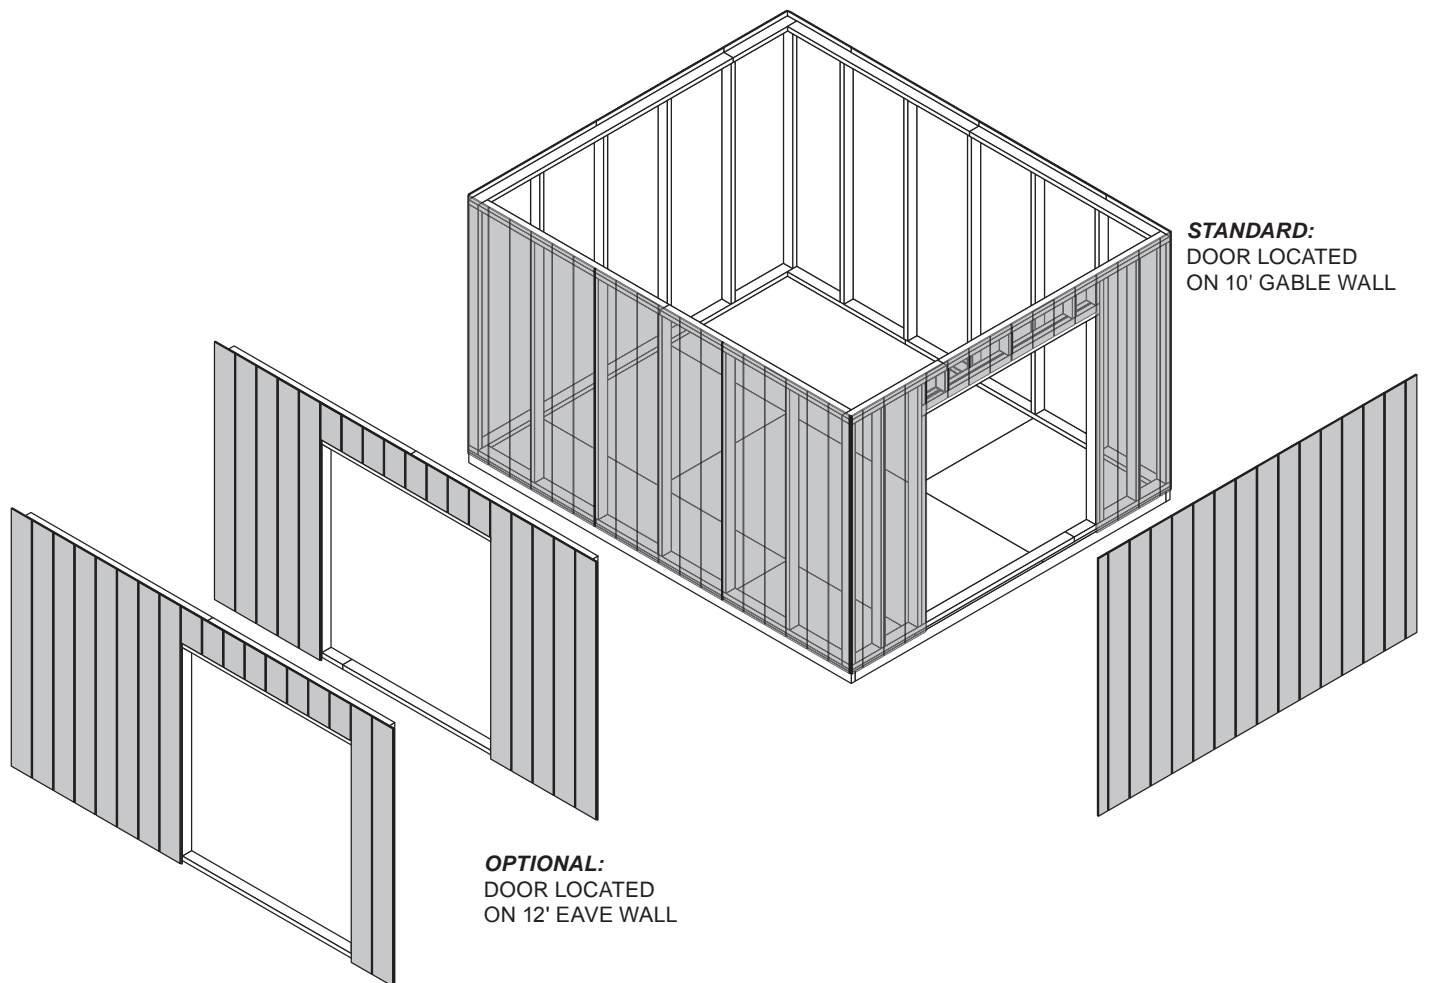 STANDARD:
DOOR LOCATED
ON 10' GABLE WALL
OPTIONAL:
DOOR LOCATED
ON 12' EAVE WALL